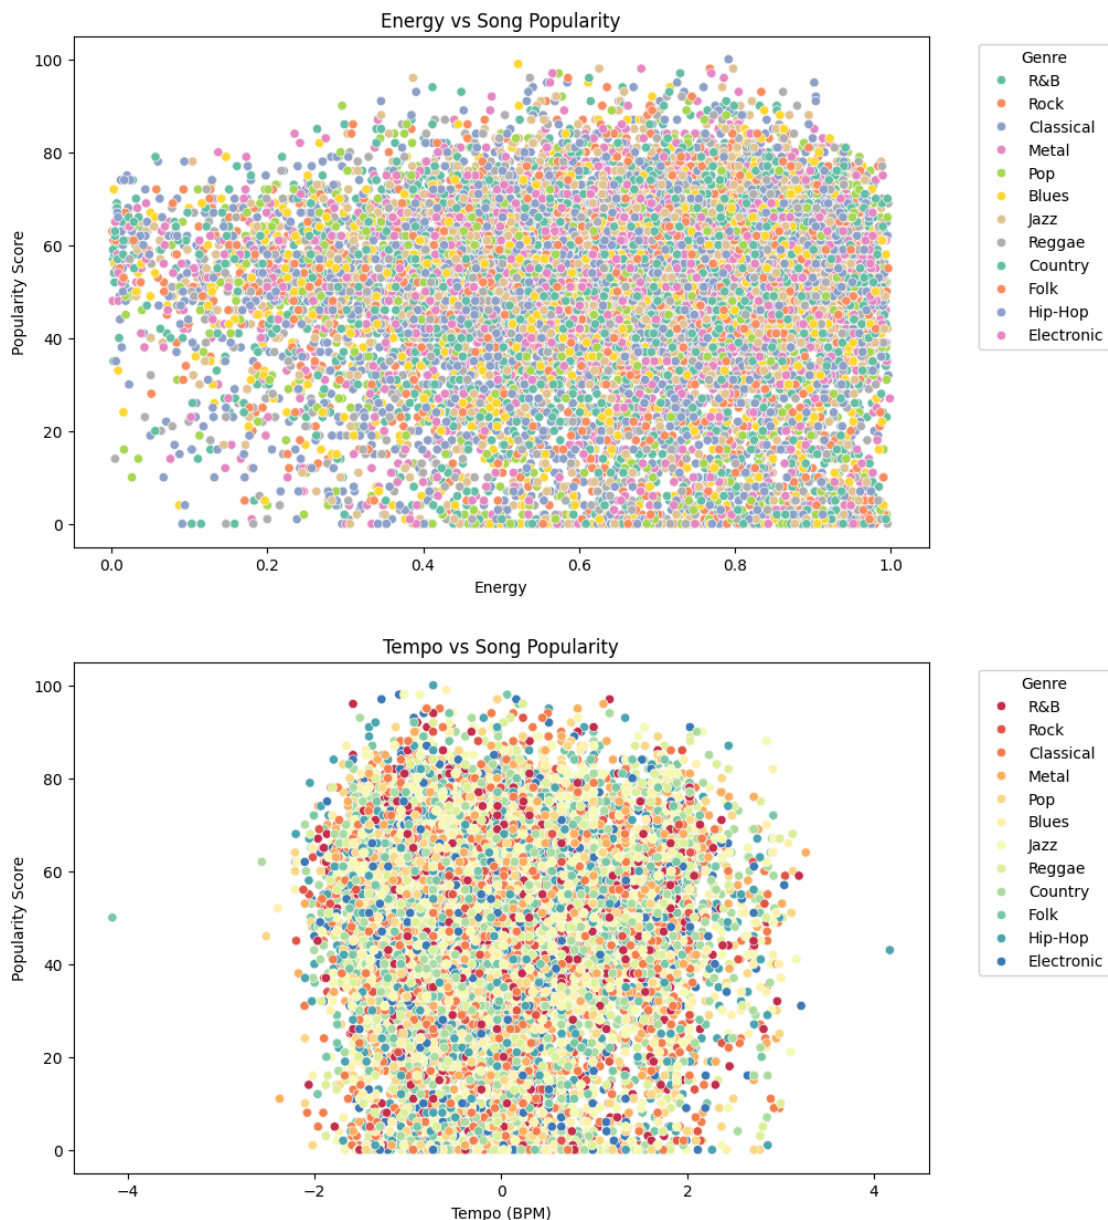 Energy vs Song Popularity
Popularity Score
100
80
60
40
20
0
0.0 0.2 0.4 0.6 0.8 1.0
Energy
Genre
R&B
Rock
Classical
Metal
Pop
Blues
Jazz
Reggae
Country
Folk
Hip-Hop
Electronic
Tempo vs Song Popularity
Popularity Score
100
80
60
40
20
0
−4 −2 0 2 4
Tempo (BPM)
Genre
R&B
Rock
Classical
Metal
Pop
Blues
Jazz
Reggae
Country
Folk
Hip-Hop
Electronic